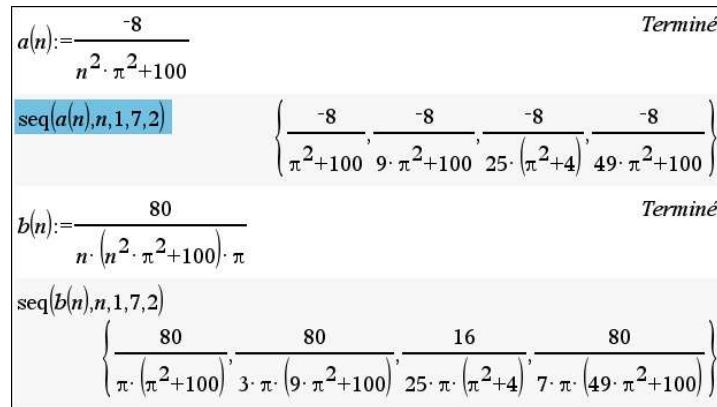 a(n):=-8/(n²·π²+100) Terminé
seq(a(n),n,1,7,2) {-8/(π²+100),-8/(9·π²+100),-8/(25·(π²+4)),-8/(49·π²+100)}
b(n):=80/(n·(n²·π²+100)·π) Terminé
seq(b(n),n,1,7,2)
{80/(π·(π²+100)),80/(3·π·(9·π²+100)),16/(25·π·(π²+4)),80/(7·π·(49·π²+100))}